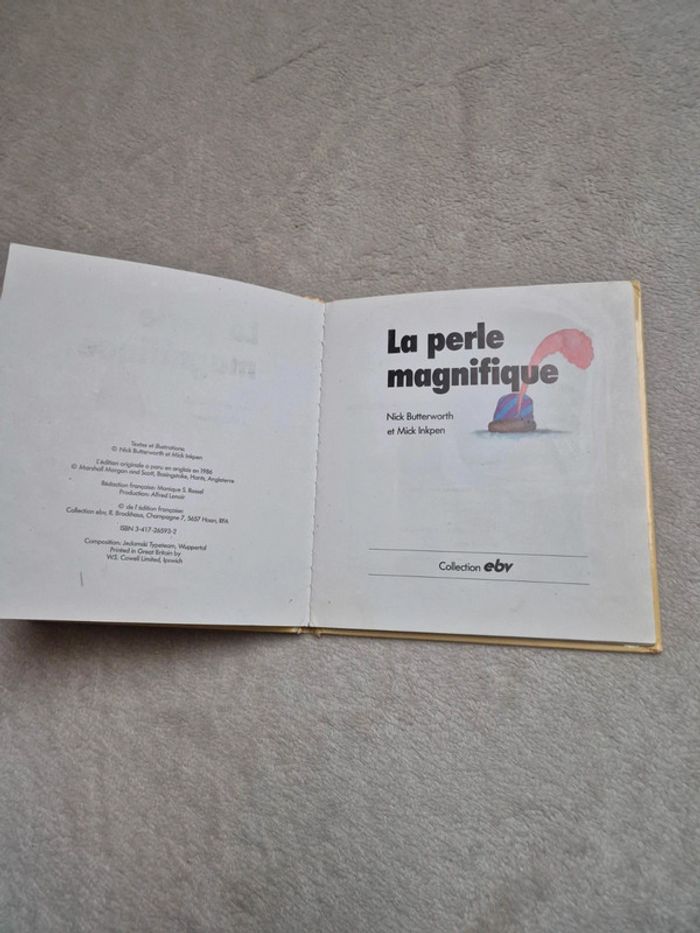 Textes et illustrations:
© Nick Butterworth et Mick Inkpen
L'édition originale a paru en anglais en 1986
© Marshall Morgan and Scott, Basingstoke, Hants, Angleterre
Rédaction française: Monique S. Rossel
Production: Alfred Lenoir
© de l'édition française:
Collection ebv, R. Brockhaus, Champagne 7, 5657 Haan, RFA
ISBN 3-417-26593-2
Composition: Jedamski Typeteam, Wuppertal
Printed in Great Britain by
W.S. Cowell Limited, Ipswich
La perle
magnifique
Nick Butterworth
et Mick Inkpen
Collection ebv